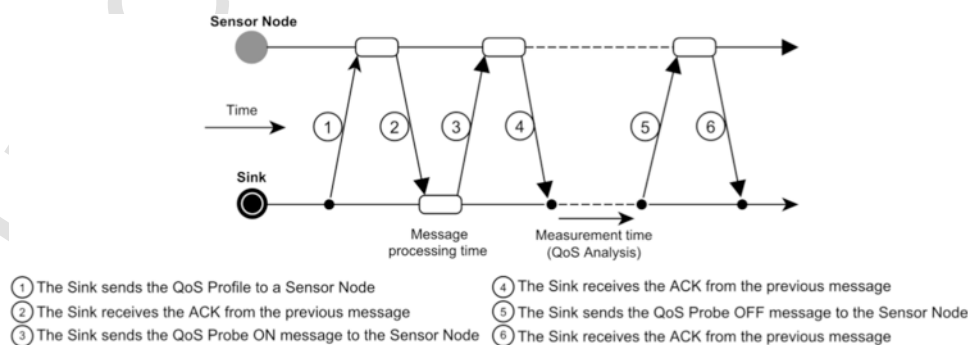 Sensor Node
Time
1 2 3 4 5 6
Sink
Message
processing time
Measurement time
(QoS Analysis)
1 The Sink sends the QoS Profile to a Sensor Node
2 The Sink receives the ACK from the previous message
3 The Sink sends the QoS Probe ON message to the Sensor Node
4 The Sink receives the ACK from the previous message
5 The Sink sends the QoS Probe OFF message to the Sensor Node
6 The Sink receives the ACK from the previous message